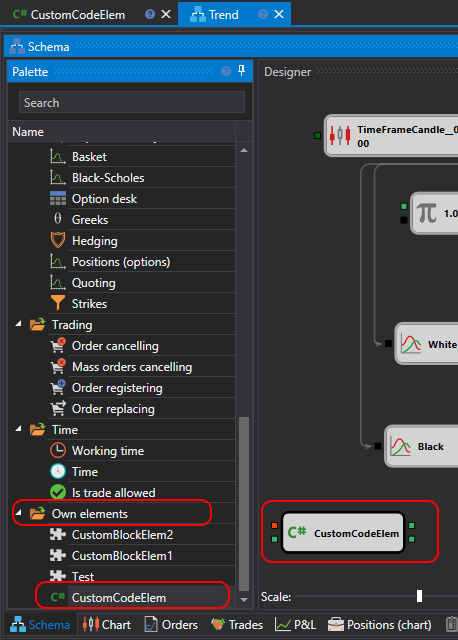 C# CustomCodeElem
Trend
Schema
Palette
Designer
Search
Name
Basket
Black-Scholes
Option desk
θ Greeks
Hedging
Positions (options)
Quoting
Strikes
Trading
Order cancelling
Mass orders cancelling
Order registering
Order replacing
Time
Working time
Time
Is trade allowed
Own elements
CustomBlockElem2
CustomBlockElem1
Test
C# CustomCodeElem
TimeFrameCandle__0
00
π 1.0
White
Black
C# CustomCodeElem
Scale:
Schema
Chart
Orders
Trades
P&L
Positions (chart)